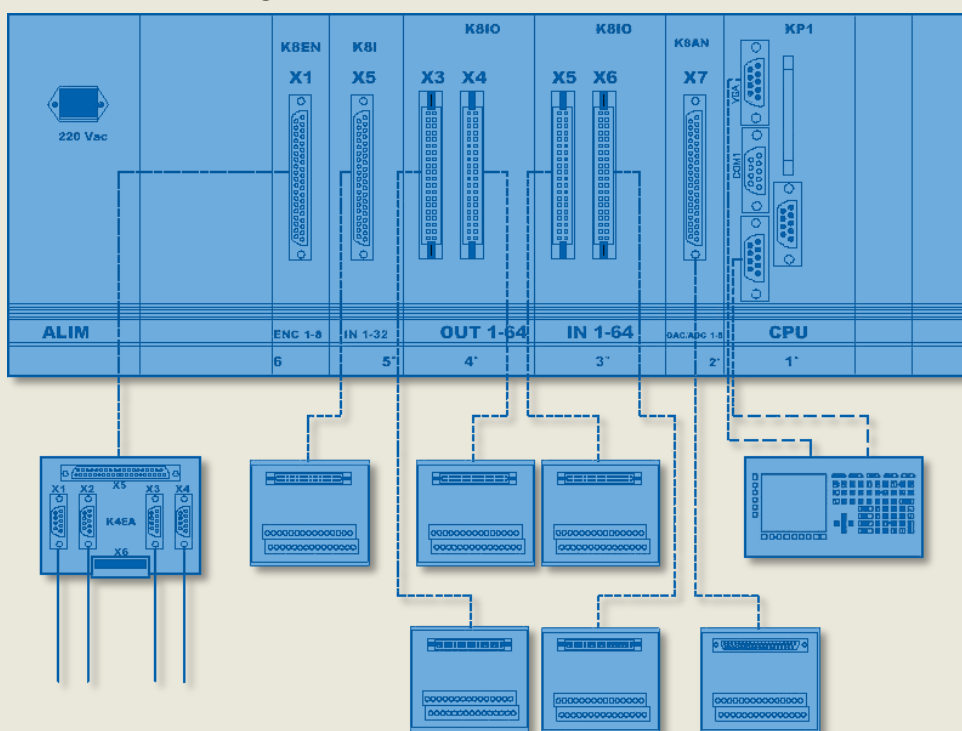 K8EN K8I K8IO K8IO K8AN KP1
X1 X5 X3 X4 X5 X6 X7
VGA
220 Vac
COM1
ALIM ENC 1-8 IN 1-32 OUT 1-64 IN 1-64 DAC/ADC 1-8 CPU
6 5* 4* 3* 2* 1*
X5
X1 X2 X3 X4
K4EA
X6